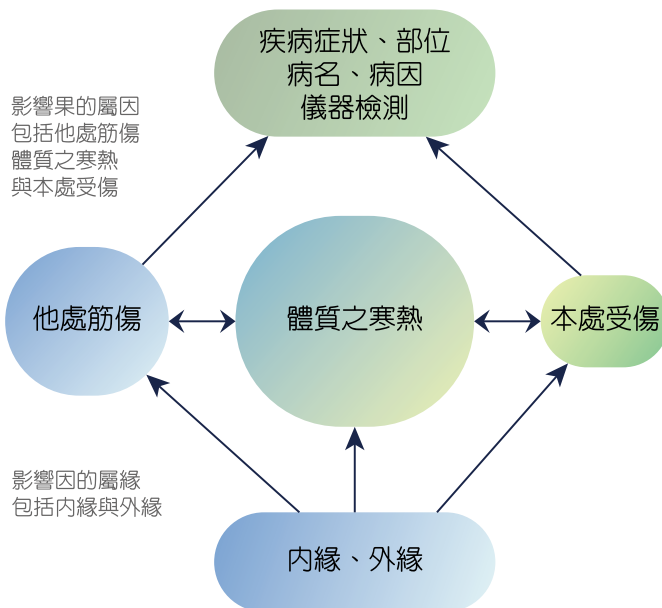 疾病症狀、部位
病名、病因
儀器檢測
影響果的屬因
包括他處筋傷
體質之寒熱
與本處受傷
他處筋傷
體質之寒熱
本處受傷
影響因的屬緣
包括內緣與外緣
內緣、外緣